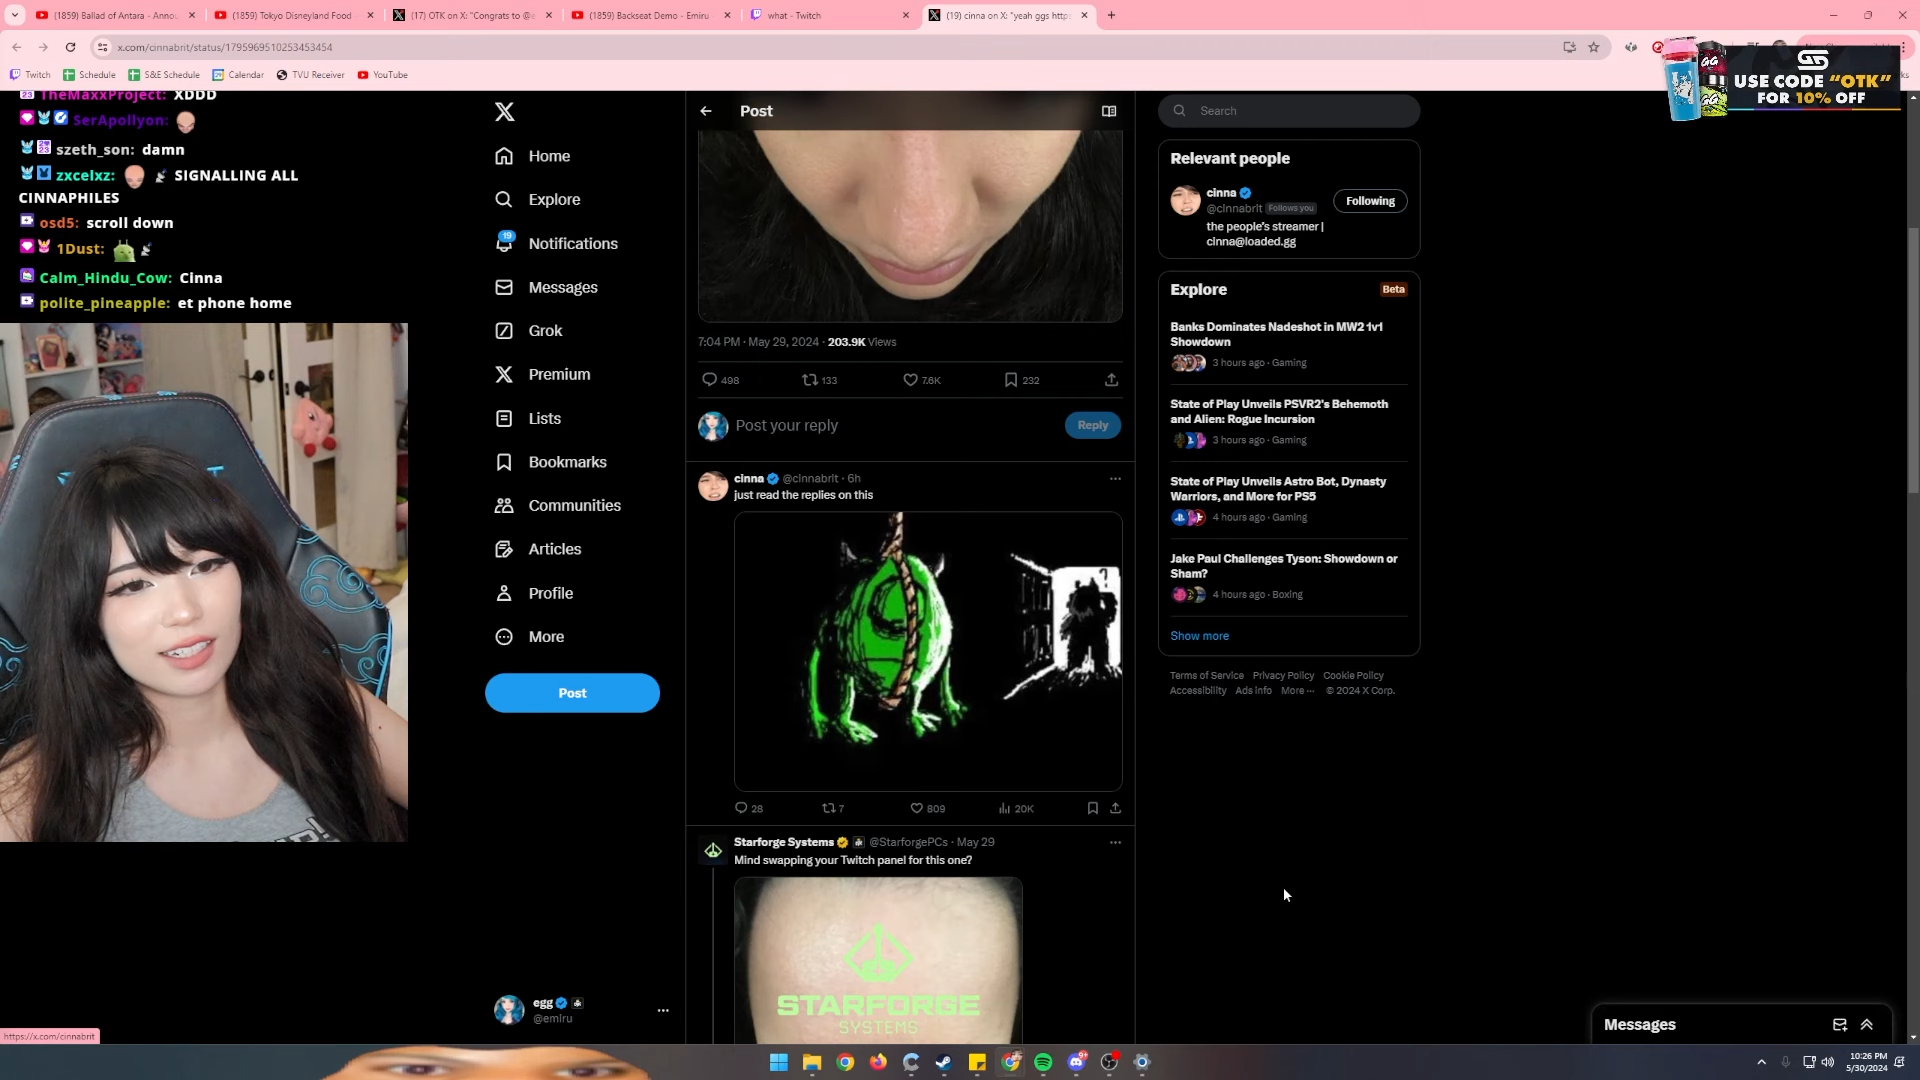 (1859) Ballad of Antara - Annou
(1859) Tokyo Disneyland Food -
(17) OTK on X: "Congrats to @e
(1859) Backseat Demo - Emiru
what - Twitch
(19) cinna on X: "yeah ggs http
x.com/cinnabrit/status/1795969510253453454
Twitch
Schedule
S&E Schedule
Calendar
TVU Receiver
YouTube
GG
USE CODE "OTK"
FOR 10% OFF
TheMaxxProject: XDDD
SerApollyon:
szeth_son: damn
zxcelxz: SIGNALLING ALL
CINNAPHILES
osd5: scroll down
1Dust:
Calm_Hindu_Cow: Cinna
polite_pineapple: et phone home
Home
Explore
19
Notifications
Messages
Grok
Premium
Lists
Bookmarks
Communities
Articles
Profile
More
Post
egg
@emiru
https://x.com/cinnabrit
Post
7:04 PM · May 29, 2024 · 203.9K Views
498
133
7.6K
232
Post your reply
Reply
cinna @cinnabrit · 6h
just read the replies on this
?
28
7
809
20K
Starforge Systems @StarforgePCs · May 29
Mind swapping your Twitch panel for this one?
STARFORGE
SYSTEMS
Search
Relevant people
cinna
@cinnabrit Follows you
Following
the people's streamer |
cinna@loaded.gg
Explore
Beta
Banks Dominates Nadeshot in MW2 1v1
Showdown
3 hours ago · Gaming
State of Play Unveils PSVR2's Behemoth
and Alien: Rogue Incursion
3 hours ago · Gaming
State of Play Unveils Astro Bot, Dynasty
Warriors, and More for PS5
4 hours ago · Gaming
Jake Paul Challenges Tyson: Showdown or
Sham?
4 hours ago · Boxing
Show more
Terms of Service Privacy Policy Cookie Policy
Accessibility Ads info More ··· © 2024 X Corp.
Messages
10:26 PM
5/30/2024